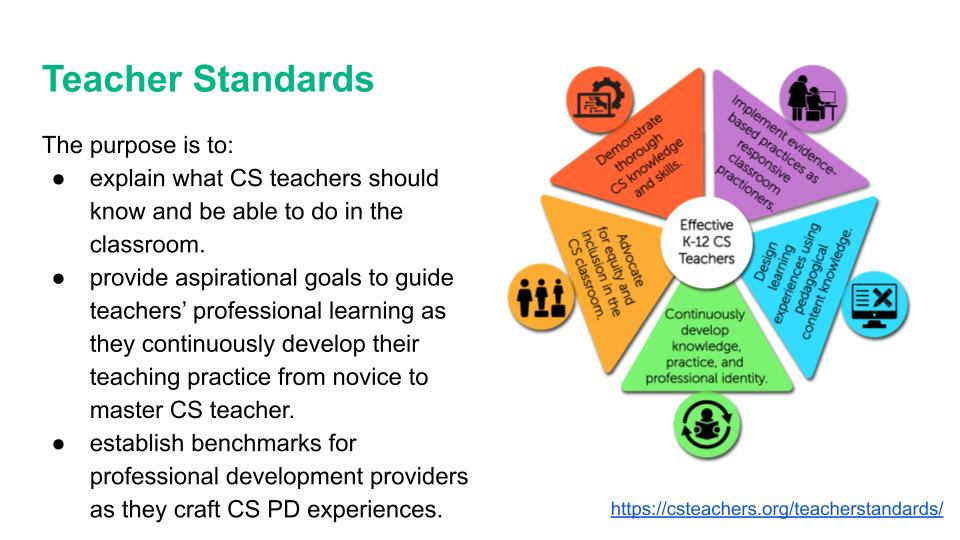 Teacher Standards
The purpose is to:
● explain what CS teachers should
know and be able to do in the
classroom.
● provide aspirational goals to guide
teachers’ professional learning as
they continuously develop their
teaching practice from novice to
master CS teacher.
● establish benchmarks for
professional development providers
as they craft CS PD experiences.
Demonstrate
thorough
CS knowledge
and skills.
Implement evidence-
based practices as
responsive
classroom
practioners.
Effective
K-12 CS
Teachers
Advocate
for equity and
inclusion in the
CS classroom.
Design
learning
experiences using
pedagogical
content knowledge.
Continuously
develop
knowledge,
practice, and
professional identity.
https://csteachers.org/teacherstandards/